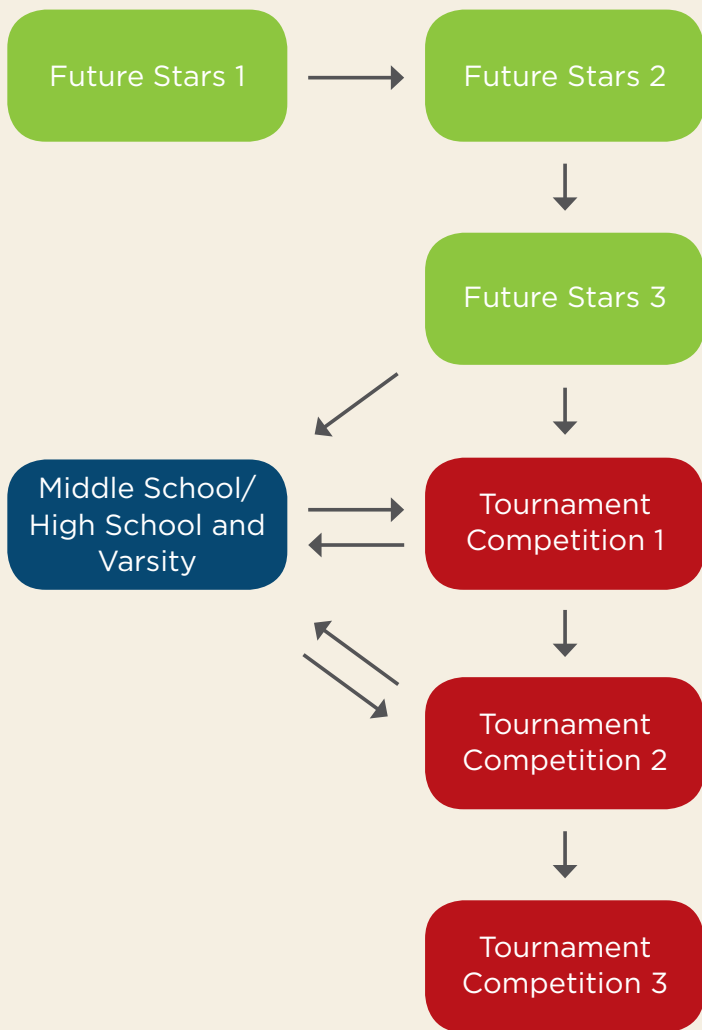 Future Stars 1
Future Stars 2
Future Stars 3
Middle School/
High School and
Varsity
Tournament
Competition 1
Tournament
Competition 2
Tournament
Competition 3